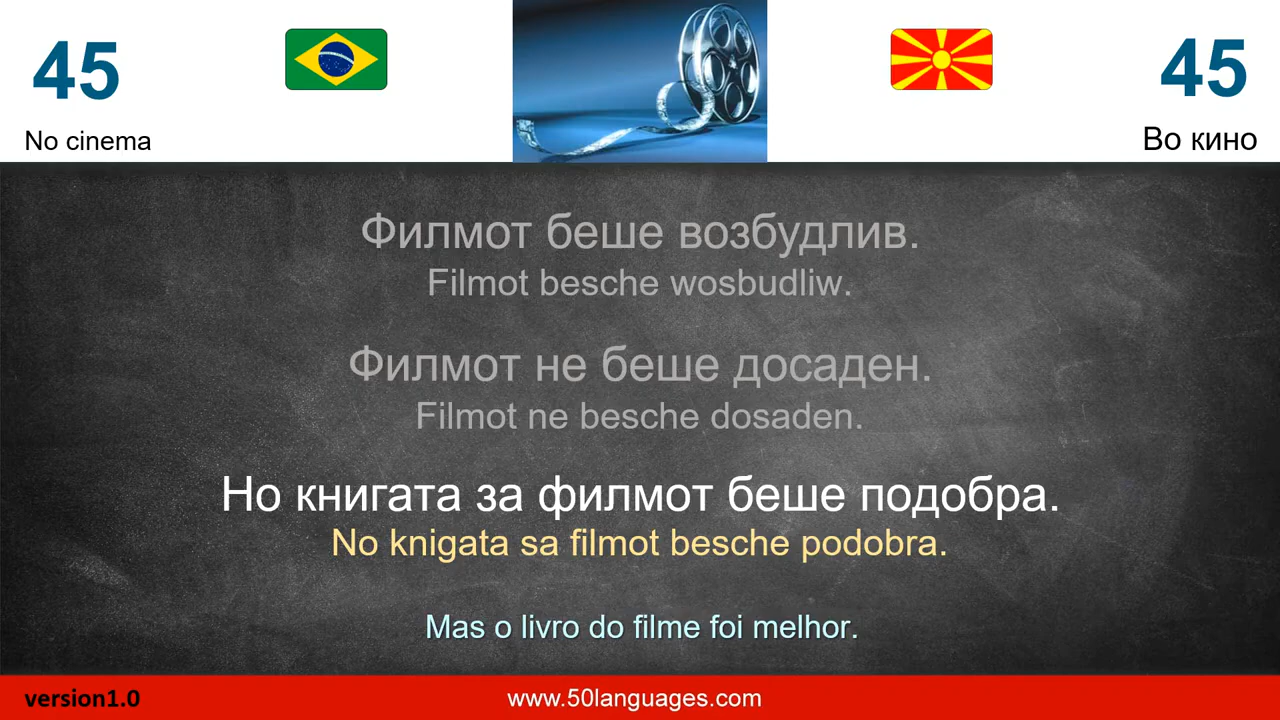 45
No cinema
45
Во кино
Филмот беше возбудлив.
Filmot besche wosbudliw.
Филмот не беше досаден.
Filmot ne besche dosaden.
Но книгата за филмот беше подобра.
No knigata sa filmot besche podobra.
Mas o livro do filme foi melhor.
version1.0
www.50languages.com